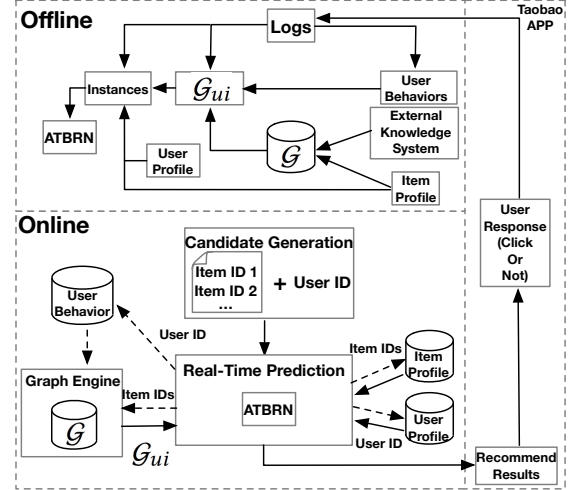 Offline
Taobao
APP
Logs
Instances
𝒢ui
User
Behaviors
ATBRN
External
Knowledge
System
User
Profile
𝒢
Item
Profile
User
Response
(Click
Or
Not)
Online
Candidate Generation
Item ID 1
Item ID 2
...
+ User ID
User
Behavior
User ID
Item IDs
Item
Profile
Real-Time Prediction
Graph Engine
Item IDs
ATBRN
User
Profile
User ID
𝒢
𝒢ui
Recommend
Results